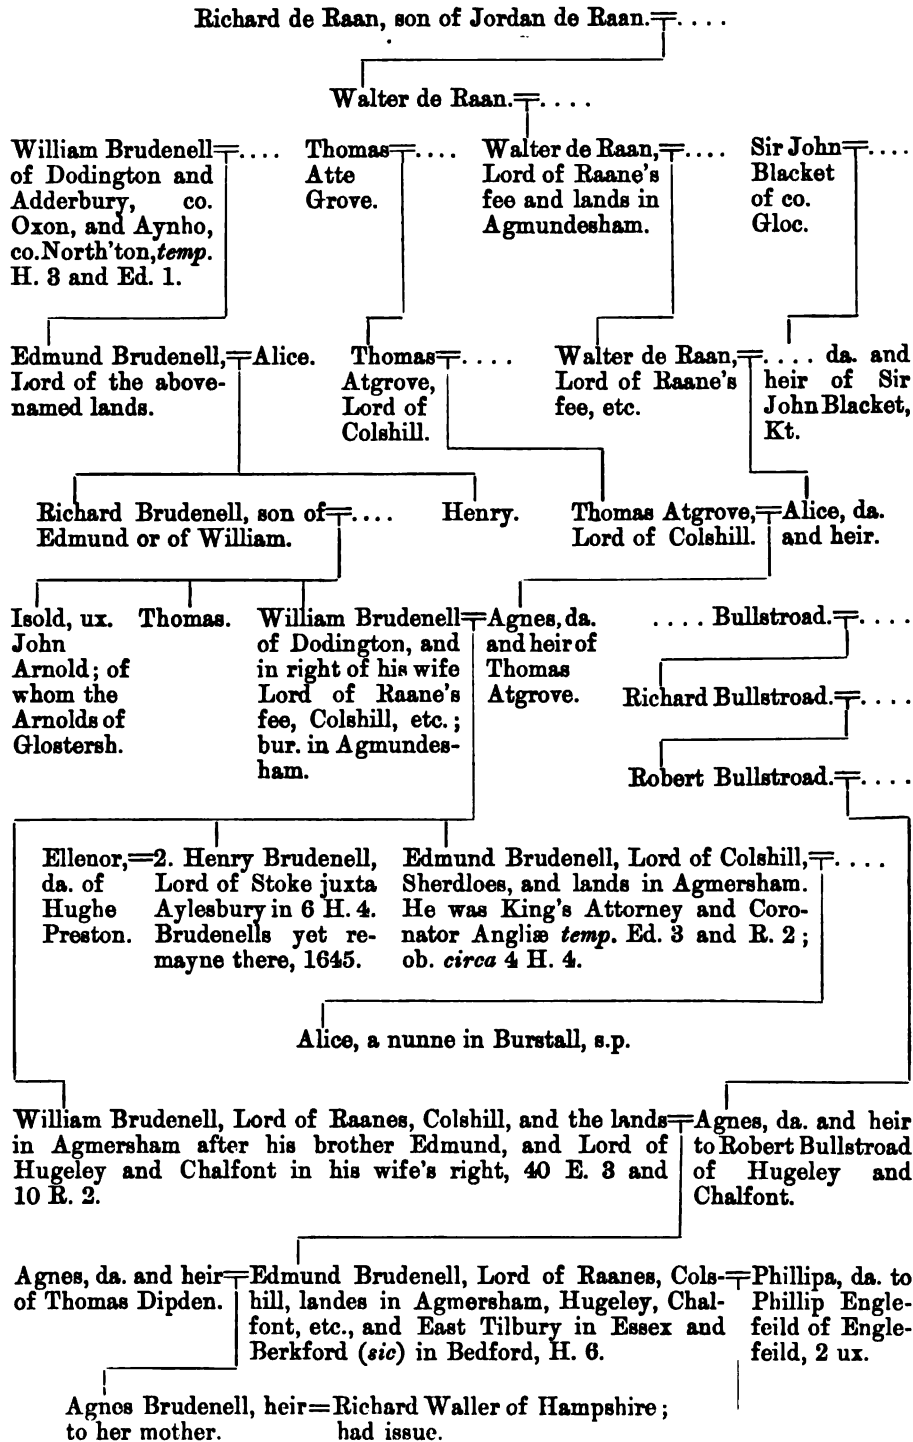 Richard de Raan, son of Jordan de Raan.=....
Walter de Raan.=....
William Brudenell=....
of Dodington and
Adderbury, co.
Oxon, and Aynho,
co.North'ton, temp.
H. 3 and Ed. 1.
Thomas=....
Atte
Grove.
Walter de Raan,=....
Lord of Raane's
fee and lands in
Agmundesham.
Sir John=....
Blacket
of co.
Gloc.
Edmund Brudenell,=Alice.
Lord of the above-
named lands.
Thomas=....
Atgrove,
Lord of
Colshill.
Walter de Raan,=.... da. and
Lord of Raane's
fee, etc.
heir of Sir
John Blacket,
Kt.
Richard Brudenell, son of=....
Edmund or of William.
Henry.
Thomas Atgrove,=Alice, da.
Lord of Colshill.
and heir.
Isold, ux.
John
Arnold; of
whom the
Arnolds of
Glostersh.
Thomas.
William Brudenell=Agnes, da.
of Dodington, and
in right of his wife
Lord of Raane's
fee, Colshill, etc.;
bur. in Agmundes-
ham.
and heir of
Thomas
Atgrove.
.... Bullstroad.=....
Richard Bullstroad.=....
Robert Bullstroad.=....
Ellenor,=2. Henry Brudenell,
da. of
Hughe
Preston.
Lord of Stoke juxta
Aylesbury in 6 H. 4.
Brudenells yet re-
mayne there, 1645.
Edmund Brudenell, Lord of Colshill,=....
Sherdloes, and lands in Agmersham.
He was King's Attorney and Coro-
nator Angliæ temp. Ed. 3 and R. 2;
ob. circa 4 H. 4.
Alice, a nunne in Burstall, s.p.
William Brudenell, Lord of Raanes, Colshill, and the lands=Agnes, da. and heir
in Agmersham after his brother Edmund, and Lord of
Hugeley and Chalfont in his wife's right, 40 E. 3 and
10 R. 2.
to Robert Bullstroad
of Hugeley and
Chalfont.
Agnes, da. and heir=Edmund Brudenell, Lord of Raanes, Cols-=Phillipa, da. to
of Thomas Dipden.
hill, landes in Agmersham, Hugeley, Chal-
font, etc., and East Tilbury in Essex and
Berkford (sic) in Bedford, H. 6.
Phillip Engle-
feild of Engle-
feild, 2 ux.
Agnes Brudenell, heir=Richard Waller of Hampshire;
to her mother.
had issue.